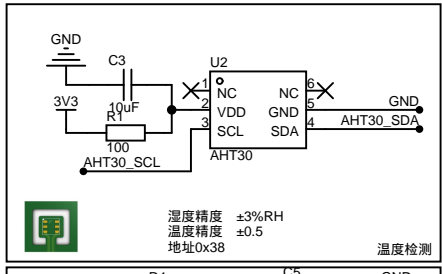 GND
C3
U2
1
NC
NC
6
3V3
10uF
2
VDD
GND
5
GND
R1
3
SCL
SDA
4
AHT30_SDA
100
AHT30
AHT30_SCL
湿度精度 ±3%RH
温度精度 ±0.5
地址0x38
温度检测
C5
GND